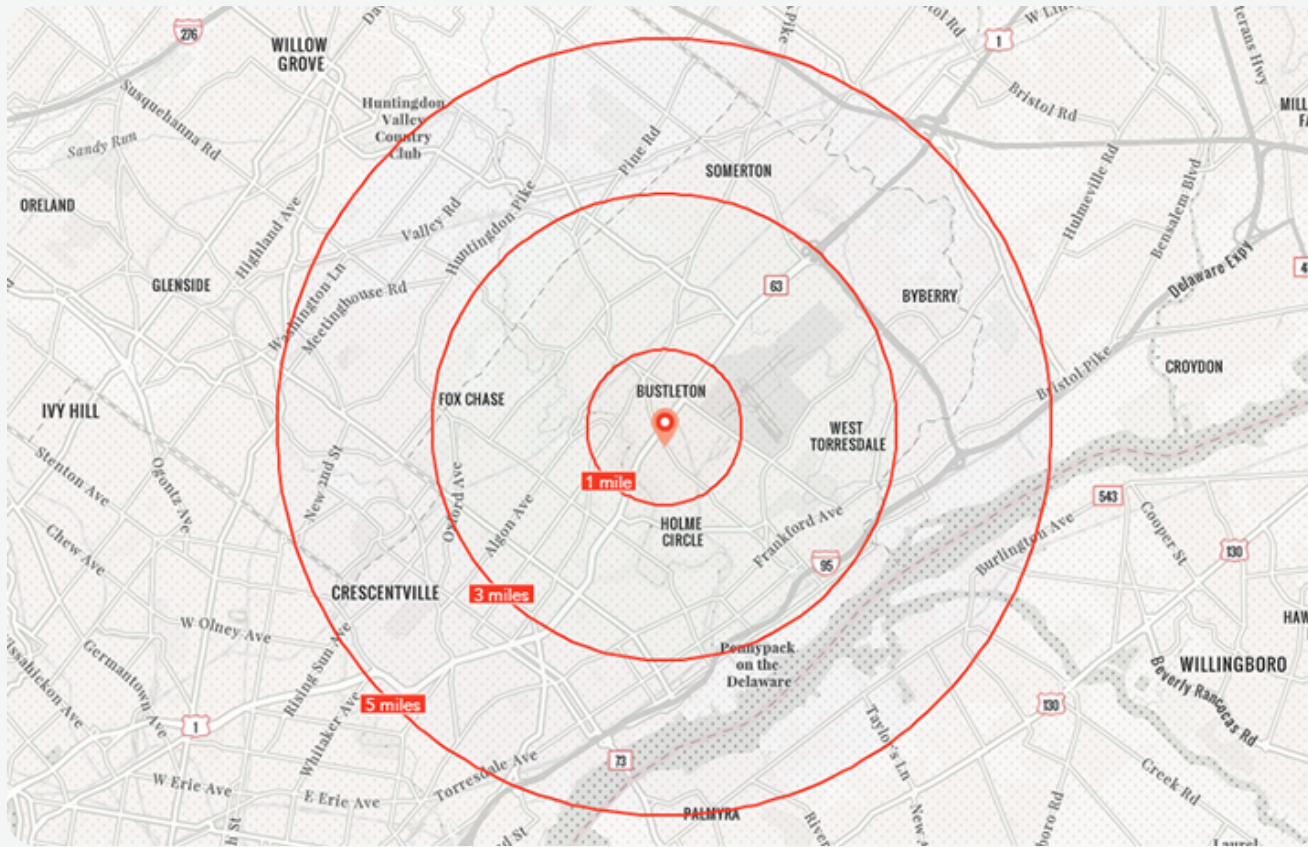 276
WILLOW
GROVE
Pike
1
Bristol Rd
Susquehanna Rd
Huntingdon
Valley
Country
Club
Sandy Run
Pine Rd
SOMERTON
Hulmeville Rd
Bensalem Blvd
ORELAND
Highland Ave
Valley Rd
Huntingdon Pike
GLENSIDE
Washington Ln
Meetinghouse Rd
63
BYBERRY
Delaware Expy
IVY HILL
FOX CHASE
BUSTLETON
Bristol Pike
CROYDON
WEST
TORRESDALE
Stenton Ave
Ogontz Ave
New 2nd St
Oxford Ave
Algon Ave
1 mile
HOLME
CIRCLE
Frankford Ave
543
Cooper St
Burlington Ave
130
Chew Ave
95
CRESCENTVILLE
3 miles
W Olney Ave
Germantown Ave
Rising Sun Ave
Pennypack
on the
Delaware
WILLINGBORO
Beverly Rancocas Rd
5 miles
1
Whitaker Ave
130
Taylor's Ln
73
Torresdale Ave
W Erie Ave
E Erie Ave
PALMYRA
Creek Rd